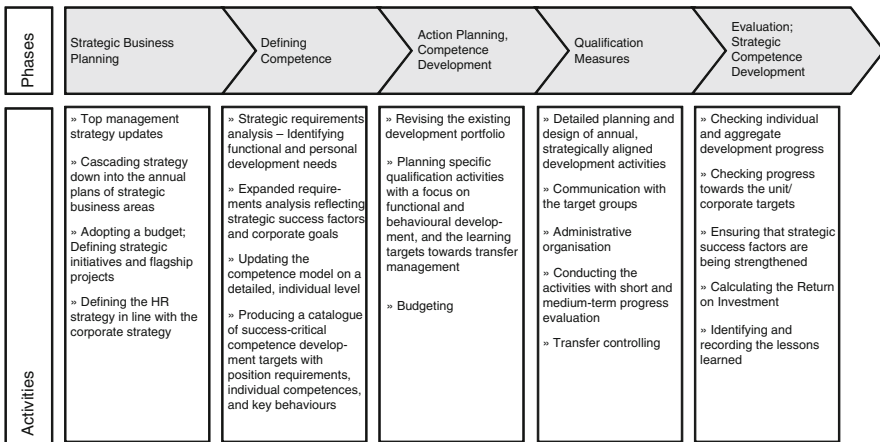 Phases
Strategic Business
Planning
Defining
Competence
Action Planning,
Competence
Development
Qualification
Measures
Evaluation;
Strategic
Competence
Development
Activities
» Top management
strategy updates
» Cascading strategy
down into the annual
plans of strategic
business areas
» Adopting a budget;
Defining strategic
initiatives and flagship
projects
» Defining the HR
strategy in line with the
corporate strategy
» Strategic requirements
analysis – Identifying
functional and personal
development needs
» Expanded require-
ments analysis reflecting
strategic success factors
and corporate goals
» Updating the
competence model on a
detailed, individual level
» Producing a catalogue
of success-critical
competence develop-
ment targets with
position requirements,
individual competences,
and key behaviours
» Revising the existing
development portfolio
» Planning specific
qualification activities
with a focus on
functional and
behavioural develop-
ment, and the learning
targets towards transfer
management
» Budgeting
» Detailed planning and
design of annual,
strategically aligned
development activities
» Communication with
the target groups
» Administrative
organisation
» Conducting the
activities with short and
medium-term progress
evaluation
» Transfer controlling
» Checking individual
and aggregate
development progress
» Checking progress
towards the unit/
corporate targets
» Ensuring that strategic
success factors are
being strengthened
» Calculating the Return
on Investment
» Identifying and
recording the lessons
learned